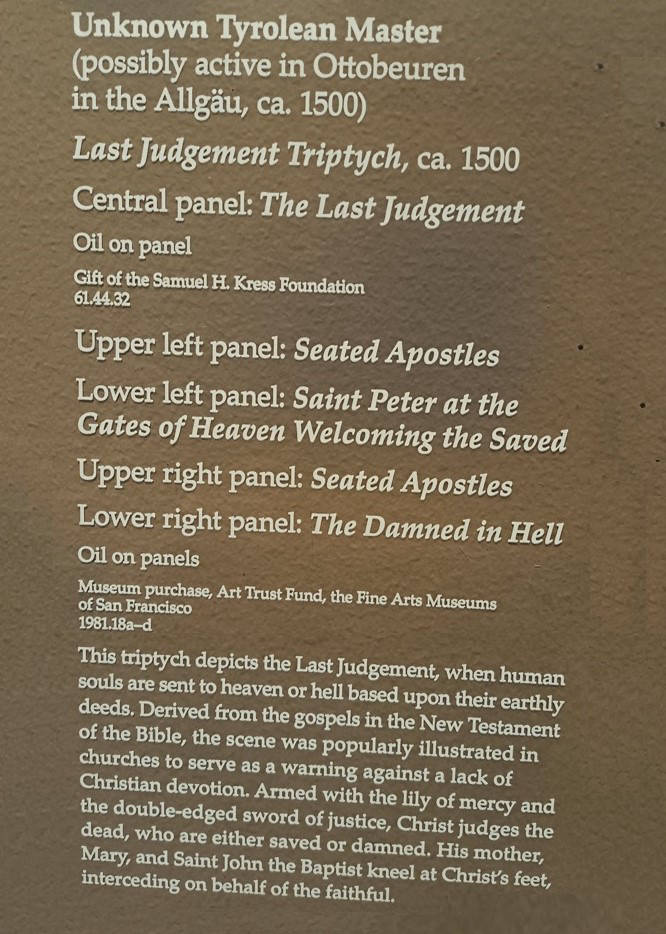 Unknown Tyrolean Master
(possibly active in Ottobeuren
in the Allgäu, ca. 1500)
Last Judgement Triptych, ca. 1500
Central panel: The Last Judgement
Oil on panel
Gift of the Samuel H. Kress Foundation
61.44.32
Upper left panel: Seated Apostles
Lower left panel: Saint Peter at the
Gates of Heaven Welcoming the Saved
Upper right panel: Seated Apostles
Lower right panel: The Damned in Hell
Oil on panels
Museum purchase, Art Trust Fund, the Fine Arts Museums
of San Francisco
1981.18a–d
This triptych depicts the Last Judgement, when human
souls are sent to heaven or hell based upon their earthly
deeds. Derived from the gospels in the New Testament
of the Bible, the scene was popularly illustrated in
churches to serve as a warning against a lack of
Christian devotion. Armed with the lily of mercy and
the double-edged sword of justice, Christ judges the
dead, who are either saved or damned. His mother,
Mary, and Saint John the Baptist kneel at Christ's feet,
interceding on behalf of the faithful.